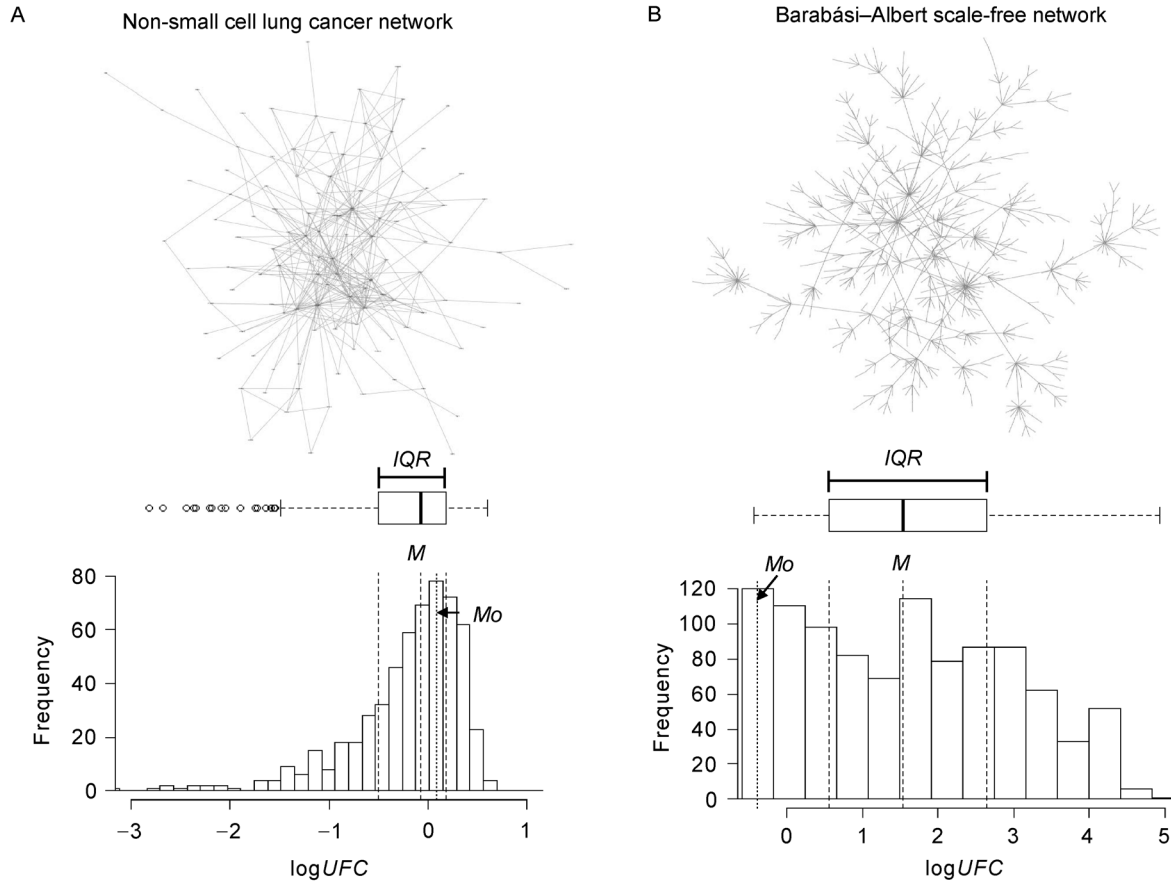 A
Non-small cell lung cancer network
IQR
M
Mo
80
60
40
20
0
Frequency
−3
−2
−1
0
1
logUFC
B
Barabási–Albert scale-free network
IQR
Mo
M
120
100
80
60
40
20
0
Frequency
0
1
2
3
4
5
logUFC